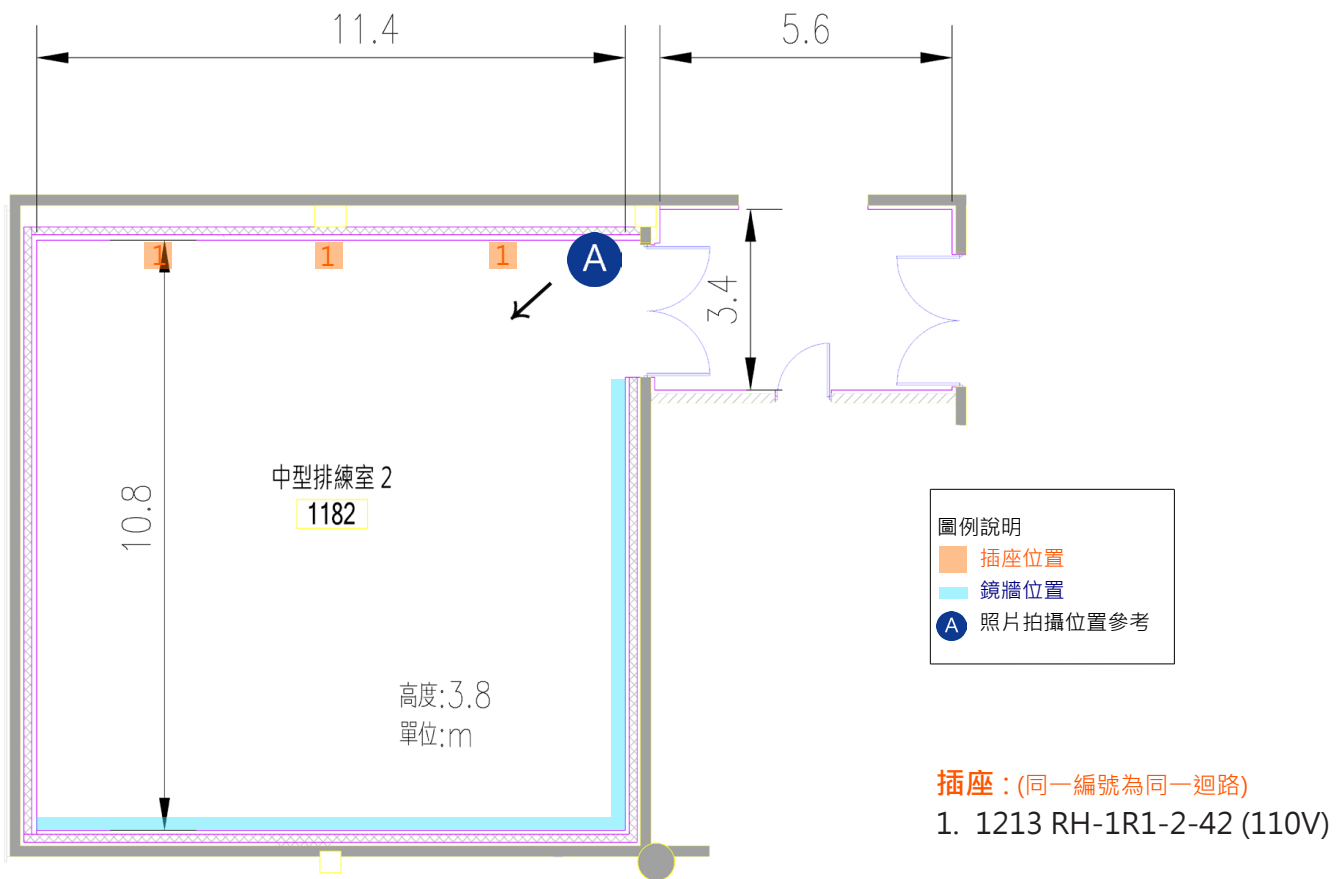 11.4
5.6
1
1
1
A
3.4
中型排練室 2
1182
10.8
高度:3.8
單位:m
圖例說明
插座位置
鏡牆位置
A 照片拍攝位置參考
插座:(同一編號為同一迴路)
1. 1213 RH-1R1-2-42 (110V)